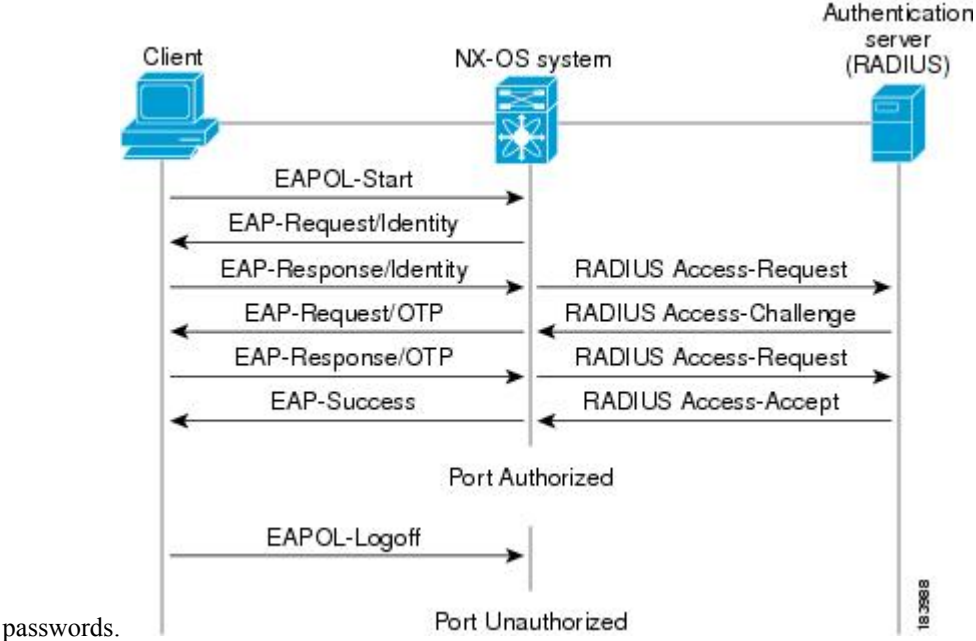 Authentication
server
(RADIUS)
Client
NX-OS system
EAPOL-Start
EAP-Request/Identity
EAP-Response/Identity
RADIUS Access-Request
EAP-Request/OTP
RADIUS Access-Challenge
EAP-Response/OTP
RADIUS Access-Request
EAP-Success
RADIUS Access-Accept
Port Authorized
EAPOL-Logoff
Port Unauthorized
183988
passwords.